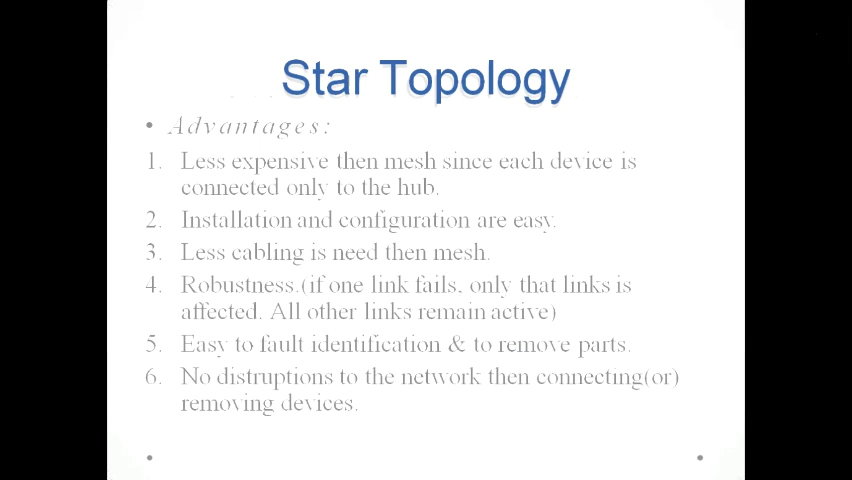 Star Topology
• Advantages:
1. Less expensive then mesh since each device is
connected only to the hub.
2. Installation and configuration are easy.
3. Less cabling is need then mesh.
4. Robustness.(if one link fails, only that links is
affected. All other links remain active)
5. Easy to fault identification & to remove parts.
6. No distruptions to the network then connecting(or)
removing devices.